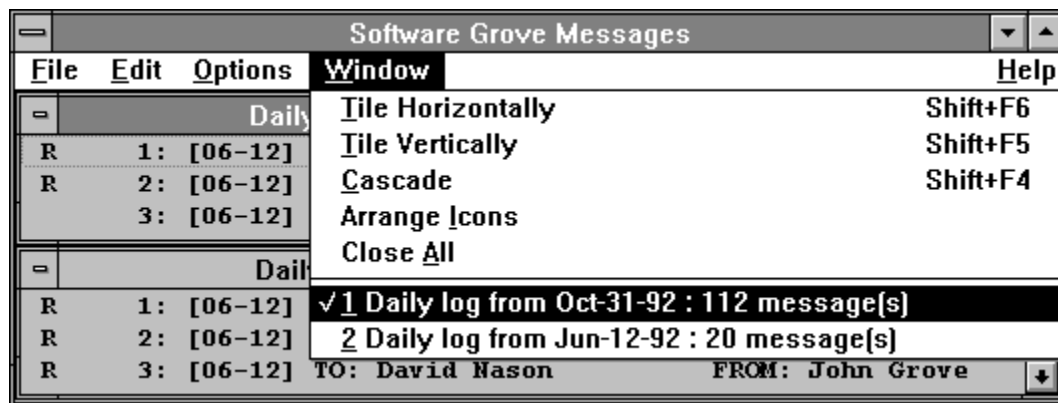 Software Grove Messages
File Edit Options Window Help
Daily
R 1: [06-12]
R 2: [06-12]
3: [06-12]
Tile Horizontally Shift+F6
Tile Vertically Shift+F5
Cascade Shift+F4
Arrange Icons
Close All
✓1 Daily log from Oct-31-92 : 112 message(s)
2 Daily log from Jun-12-92 : 20 message(s)
Dail
R 1: [06-12]
R 2: [06-12]
R 3: [06-12] TO: David Nason FROM: John Grove